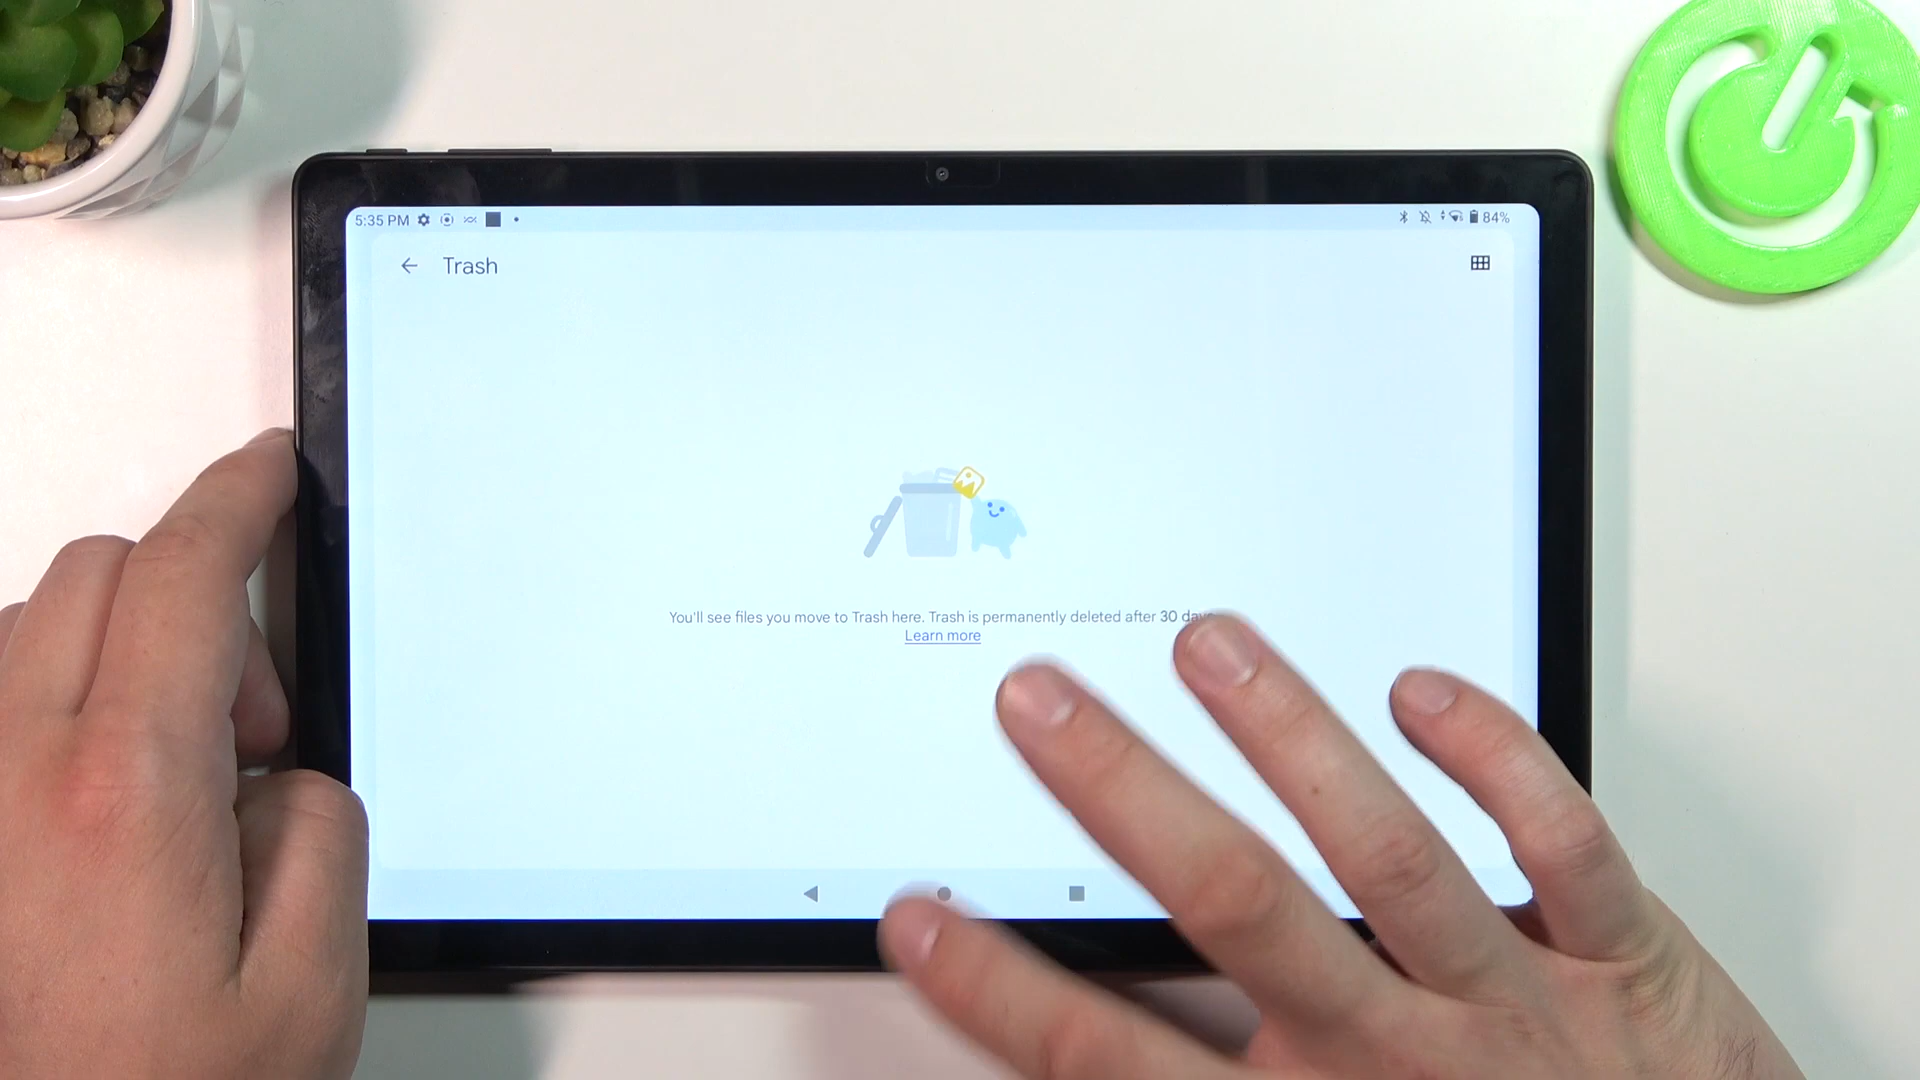 5:35 PM
84%
Trash
You'll see files you move to Trash here. Trash is permanently deleted after 30
Learn more